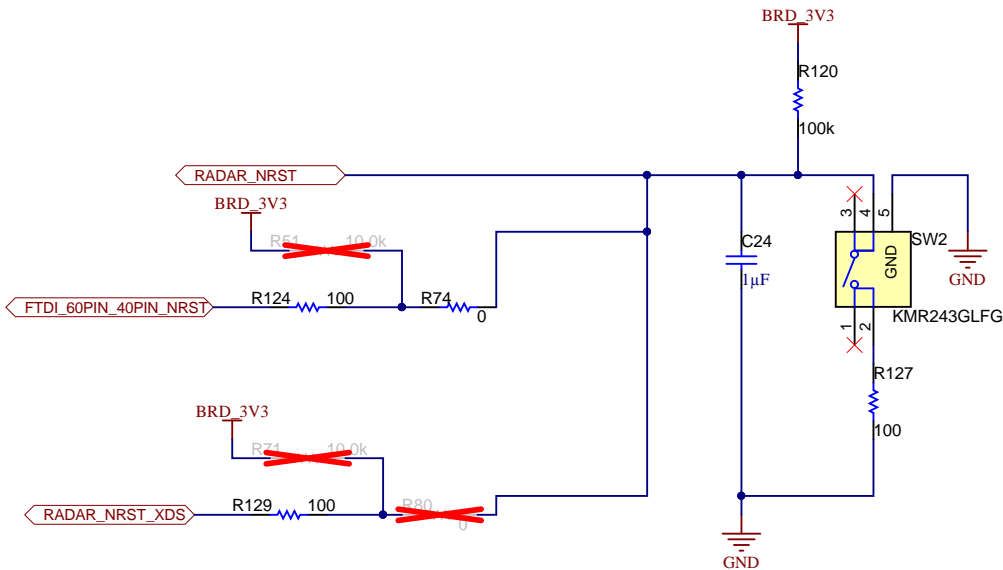 BRD_3V3
R120
100k
RADAR_NRST
BRD_3V3
R51 10.0k
3
4
5
SW2
GND
GND
C24
1µF
FTDI_60PIN_40PIN_NRST
R124 100
R74
0
KMR243GLFG
1
2
R127
100
BRD_3V3
R71 10.0k
RADAR_NRST_XDS
R129 100
R80
0
GND